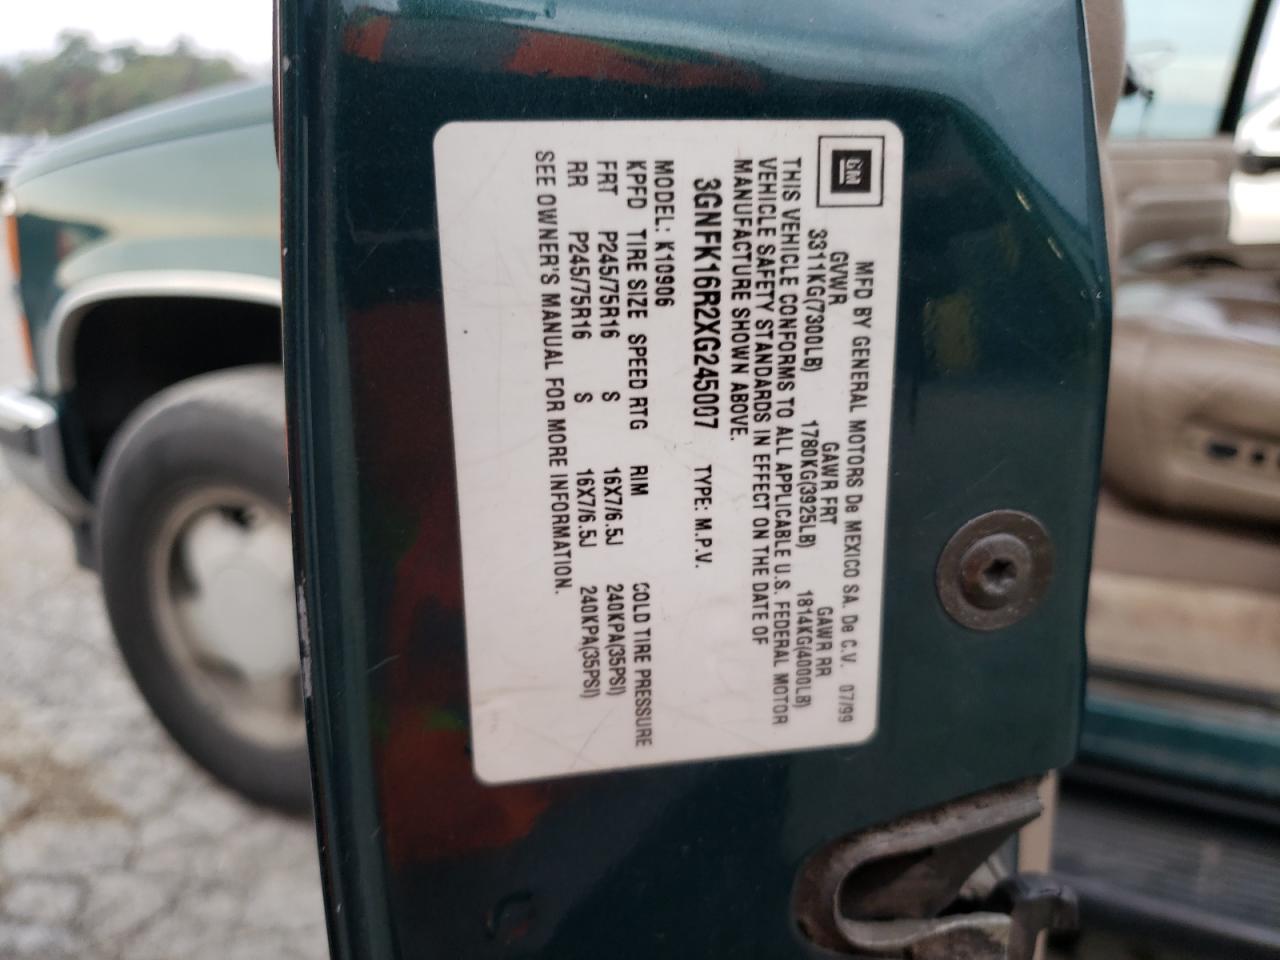 GM
MFD BY GENERAL MOTORS De MEXICO SA. De C.V. 07/99
GVWR GAWR FRT GAWR RR
3311KG(7300LB) 1780KG(3925LB) 1814KG(4000LB)
THIS VEHICLE CONFORMS TO ALL APPLICABLE U.S. FEDERAL MOTOR
VEHICLE SAFETY STANDARDS IN EFFECT ON THE DATE OF
MANUFACTURE SHOWN ABOVE.
3GNFK16R2XG245007 TYPE: M.P.V.
MODEL: K10906
KPFD TIRE SIZE SPEED RTG RIM COLD TIRE PRESSURE
FRT P245/75R16 S 16X7/6.5J 240KPA(35PSI)
RR P245/75R16 S 16X7/6.5J 240KPA(35PSI)
SEE OWNER'S MANUAL FOR MORE INFORMATION.